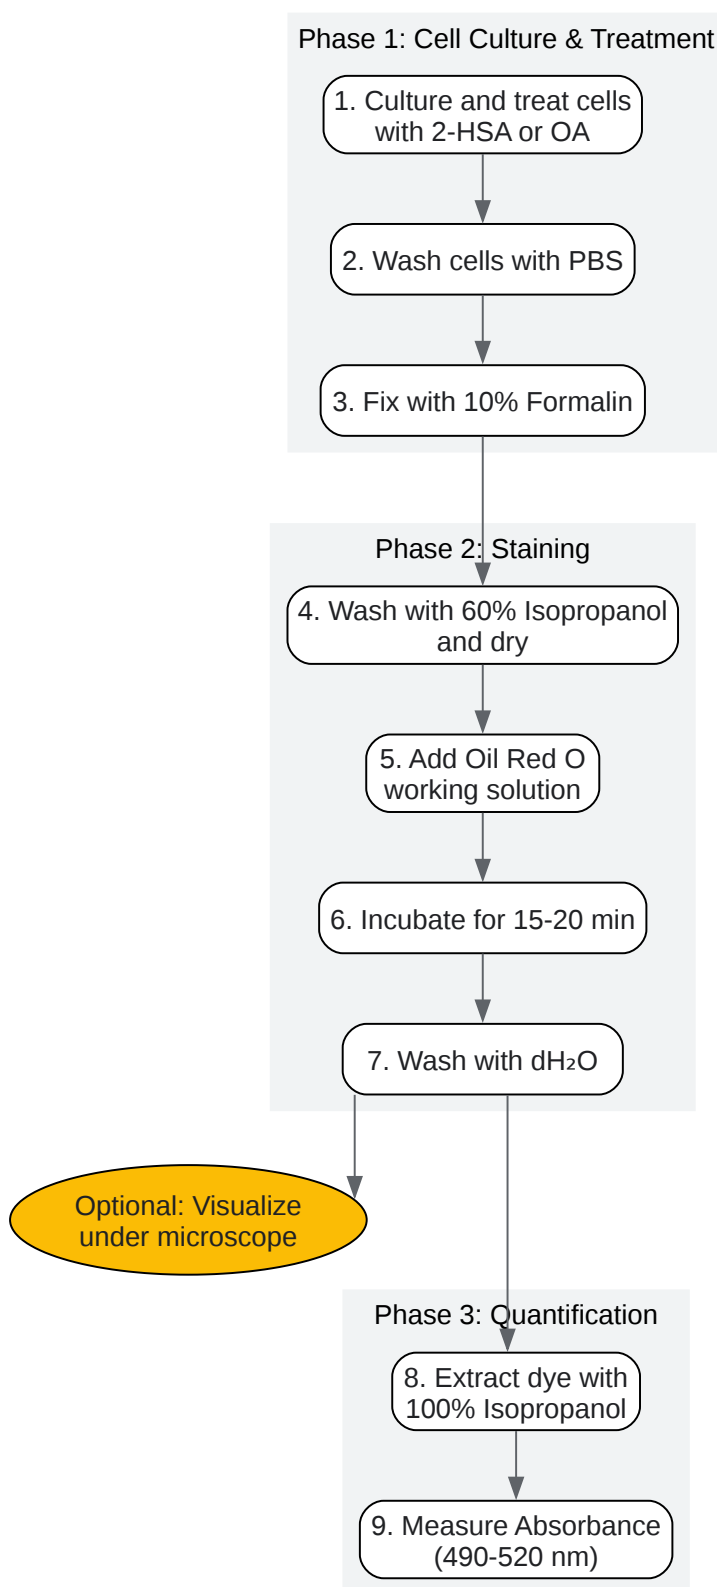 Phase 1: Cell Culture & Treatment
1. Culture and treat cells
with 2-HSA or OA
2. Wash cells with PBS
3. Fix with 10% Formalin
Phase 2: Staining
4. Wash with 60% Isopropanol
and dry
5. Add Oil Red O
working solution
6. Incubate for 15-20 min
7. Wash with dH₂O
Optional: Visualize
under microscope
Phase 3: Quantification
8. Extract dye with
100% Isopropanol
9. Measure Absorbance
(490-520 nm)